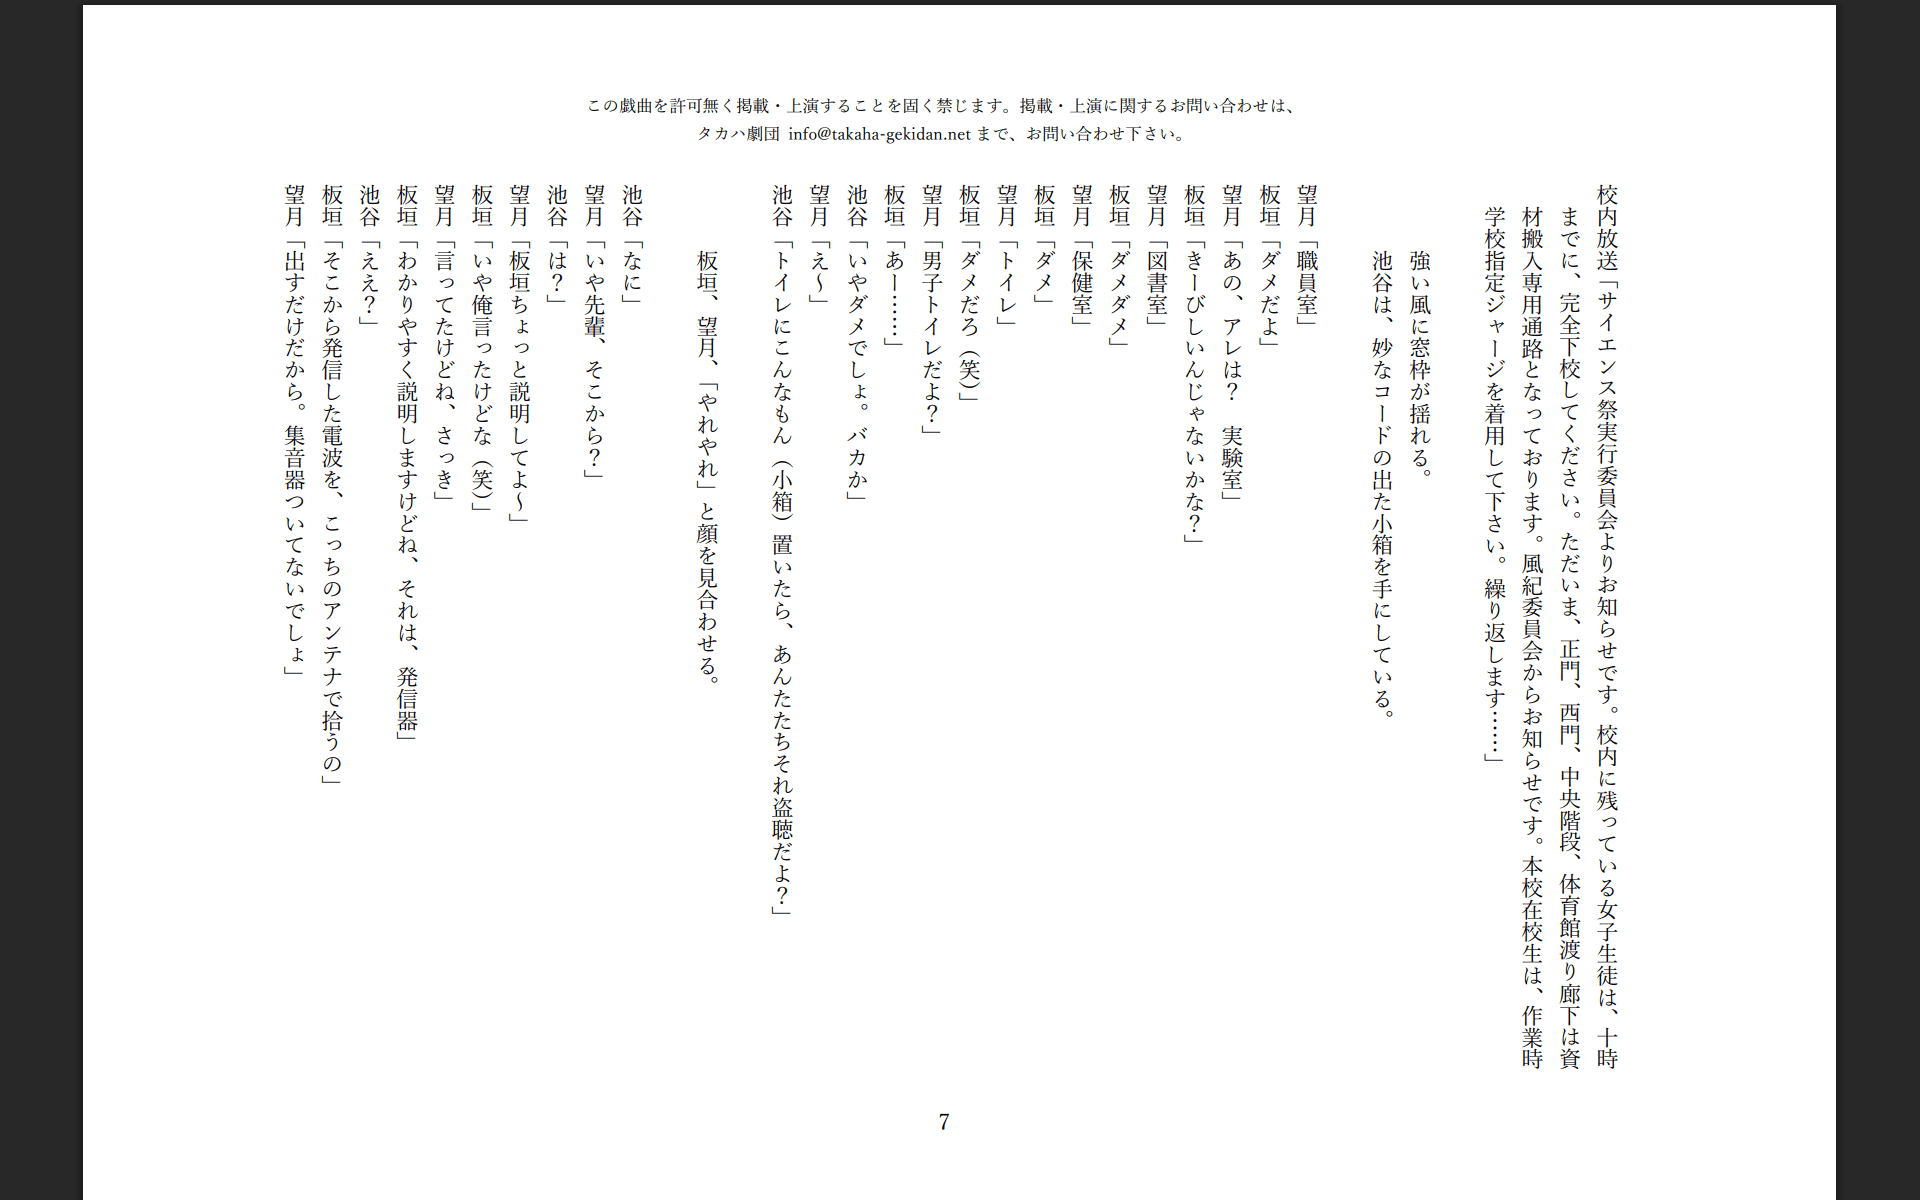 この戯曲を許可無く掲載・上演することを固く禁じます。掲載・上演に関するお問い合わせは、
タカハ劇団 info@takaha-gekidan.net まで、お問い合わせ下さい。
校内放送「サイエンス祭実行委員会よりお知らせです。校内に残っている女子生徒は、十時
までに、完全下校してください。ただいま、正門、西門、中央階段、体育館渡り廊下は資
材搬入専用通路となっております。風紀委員会からお知らせです。本校在校生は、作業時
学校指定ジャージを着用して下さい。繰り返します……」
強い風に窓枠が揺れる。
池谷は、妙なコードの出た小箱を手にしている。
望月「職員室」
板垣「ダメだよ」
望月「あの、アレは？　実験室」
板垣「きーびしいんじゃないかな？」
望月「図書室」
板垣「ダメダメ」
望月「保健室」
板垣「ダメ」
望月「トイレ」
板垣「ダメだろ（笑）」
望月「男子トイレだよ？」
板垣「あー……」
池谷「いやダメでしょ。バカか」
望月「え～」
池谷「トイレにこんなもん（小箱）置いたら、あんたたちそれ盗聴だよ？」
板垣、望月、「やれやれ」と顔を見合わせる。
池谷「なに」
望月「いや先輩、そこから？」
池谷「は？」
望月「板垣ちょっと説明してよ～」
板垣「いや俺言ったけどな（笑）」
望月「言ってたけどね、さっき」
板垣「わかりやすく説明しますけどね、それは、発信器」
池谷「ええ？」
板垣「そこから発信した電波を、こっちのアンテナで拾うの」
望月「出すだけだから。集音器ついてないでしょ」
7